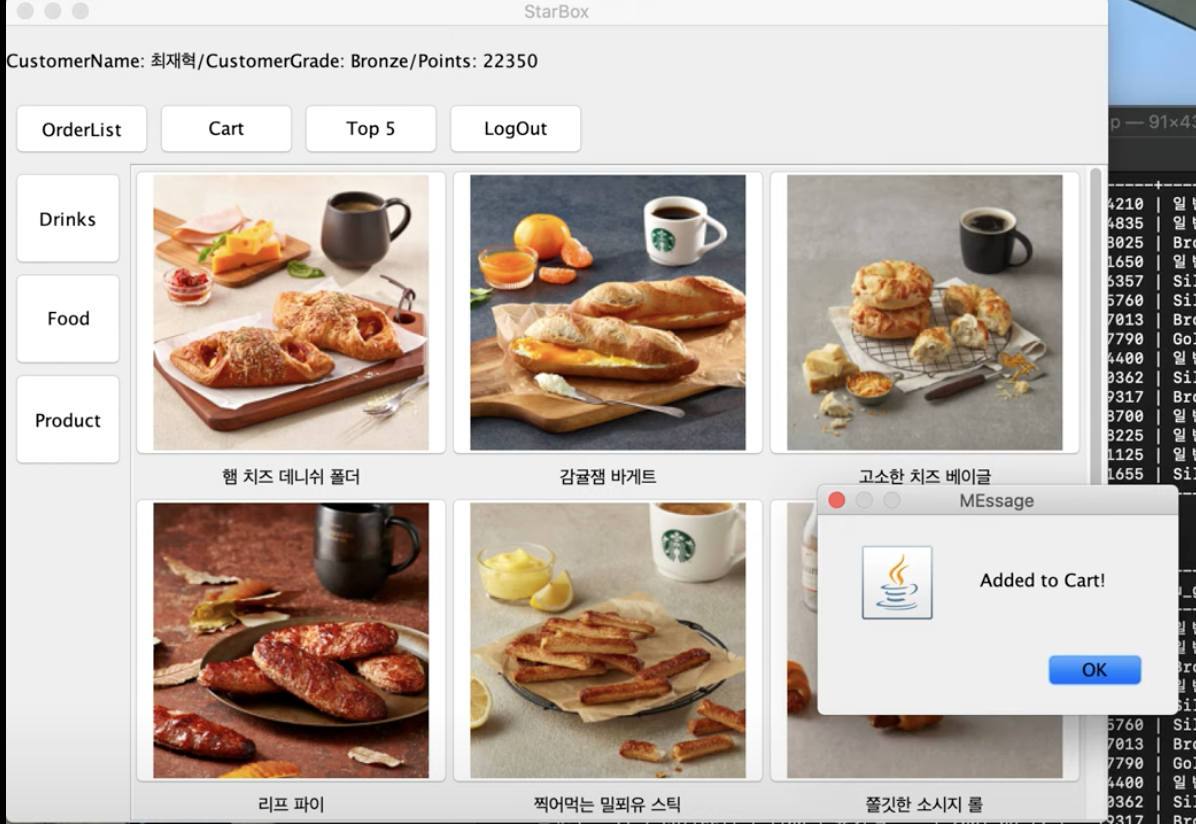 StarBox
CustomerName: 최재혁/CustomerGrade: Bronze/Points: 22350
p — 91×43
OrderList
Cart
Top 5
LogOut
Drinks
Food
Product
햄 치즈 데니쉬 폴더
감귤잼 바게트
고소한 치즈 베이글
리프 파이
찍어먹는 밀푀유 스틱
쫄깃한 소시지 롤
MEssage
Added to Cart!
OK
4210 | 일
4835 | 일
8025 | Bro
1650 | 일
6357 | Sil
5760 | Sil
7013 | Bro
7790 | Gol
4400 | 일
0362 | Sil
9317 | Bro
8700 | 일
8225 | 일
1125 | 일
1655 | Sil
5760 | Sil
7013 | Bro
7790 | Gol
4400 | 일
0362 | Sil
9317 | Bro